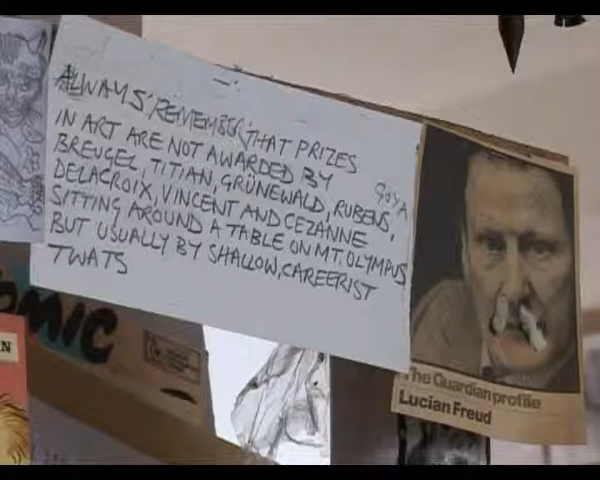 ALWAYS REMEMBER THAT PRIZES
IN ART ARE NOT AWARDED BY
BREUGEL, TITIAN, GRÜNEWALD, RUBENS, GOYA
DELACROIX, VINCENT AND CEZANNE
SITTING AROUND A TABLE ON MT. OLYMPUS
BUT USUALLY BY SHALLOW, CAREERIST
TWATS
The Guardian profile
Lucian Freud
OMIC
N